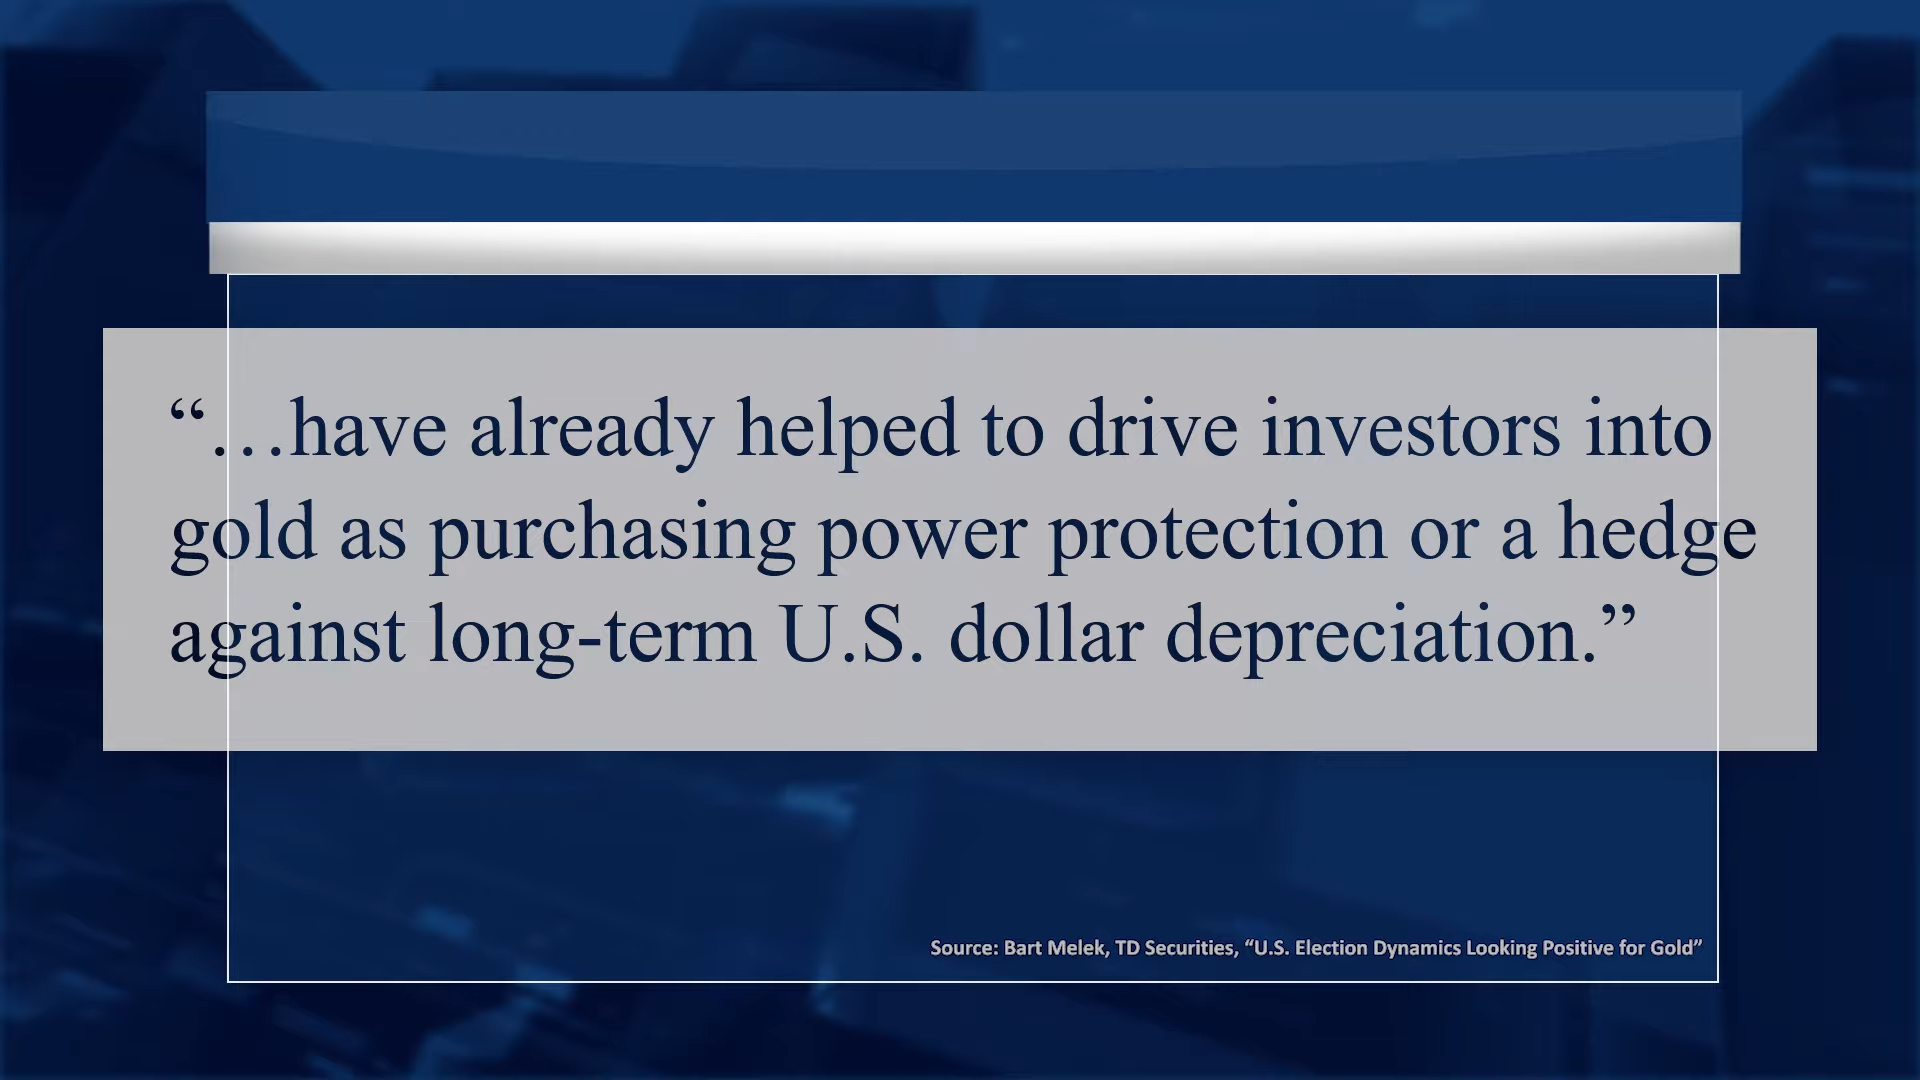 “…have already helped to drive investors into
gold as purchasing power protection or a hedge
against long-term U.S. dollar depreciation.”
Source: Bart Melek, TD Securities, “U.S. Election Dynamics Looking Positive for Gold”